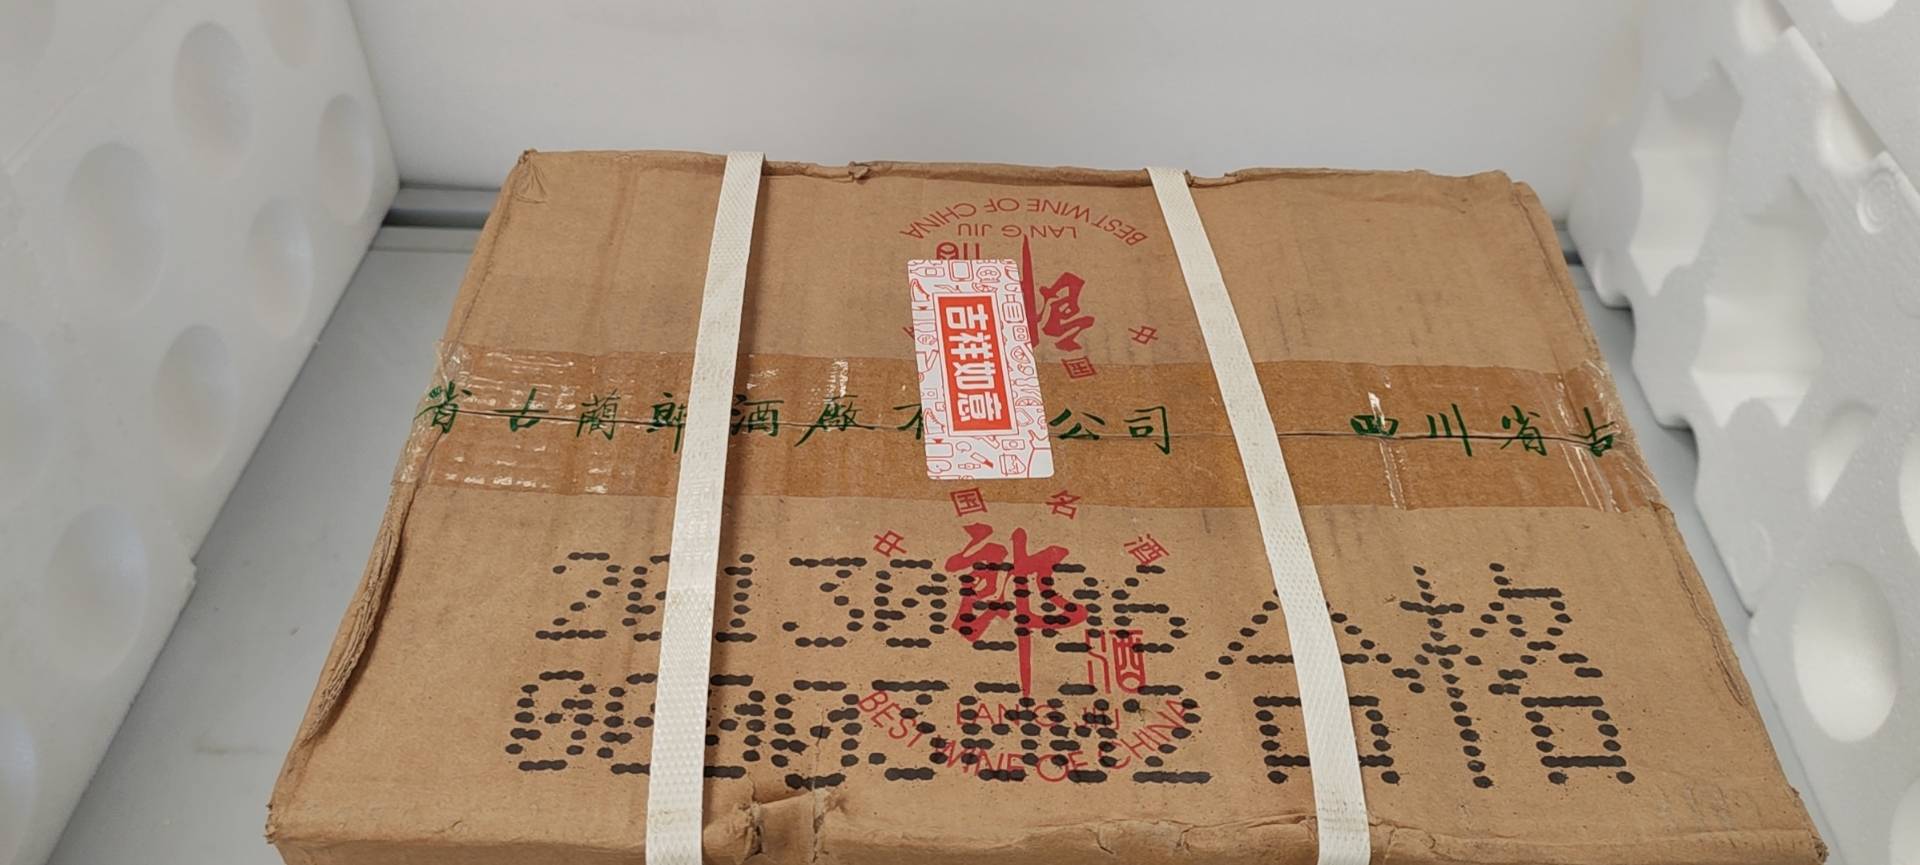 BEST WINE OF CHINA
LANG JIU
郎
中国
吉祥如意
省古蔺郎酒廠有 公司 四川省古
中国名酒
郎
酒
LANG JIU
BEST WINE OF CHINA
合格